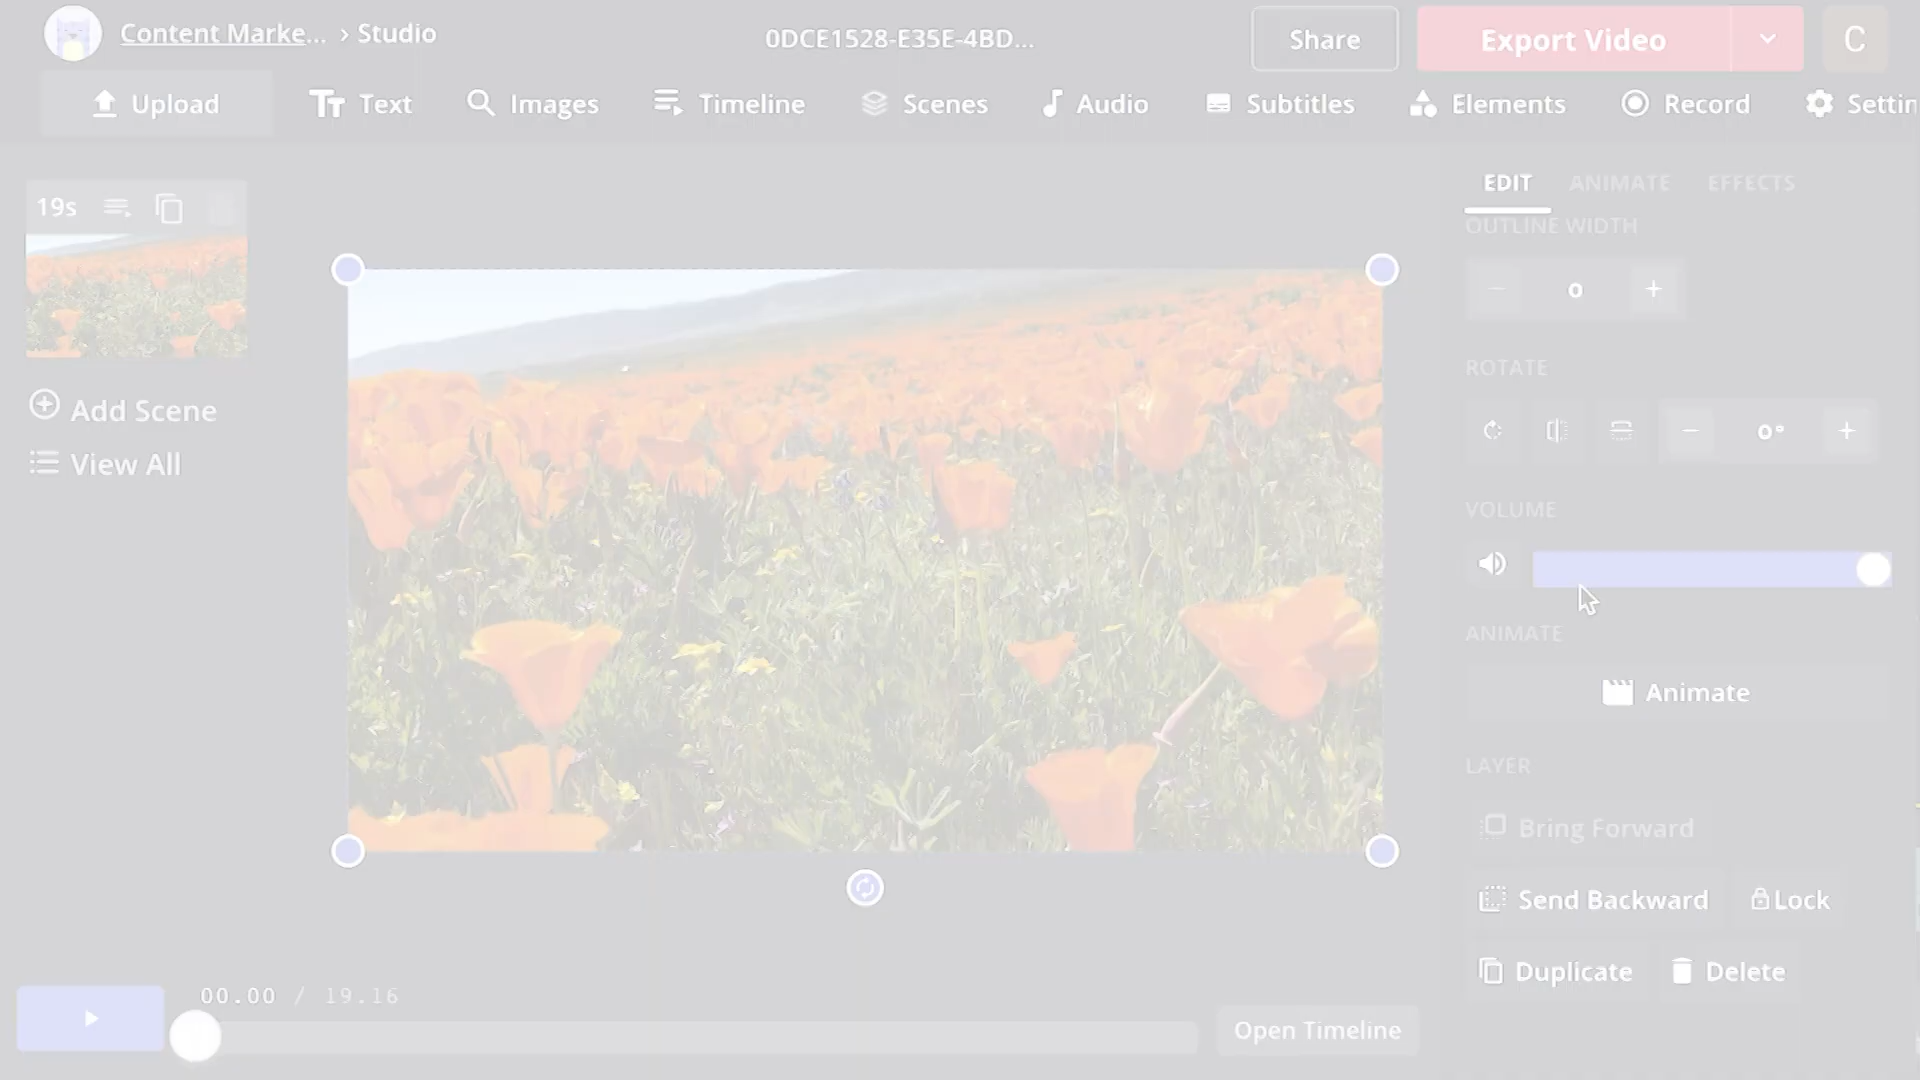 Content Marke... › Studio
0DCE1528-E35E-4BD...
Share
Export Video
C
Upload
Text
Images
Timeline
Scenes
Audio
Subtitles
Elements
Record
Settin
19s
Add Scene
View All
EDIT
ANIMATE
EFFECTS
OUTLINE WIDTH
0
ROTATE
0°
VOLUME
ANIMATE
Animate
LAYER
Bring Forward
Send Backward
Lock
Duplicate
Delete
00.00 / 19.16
Open Timeline